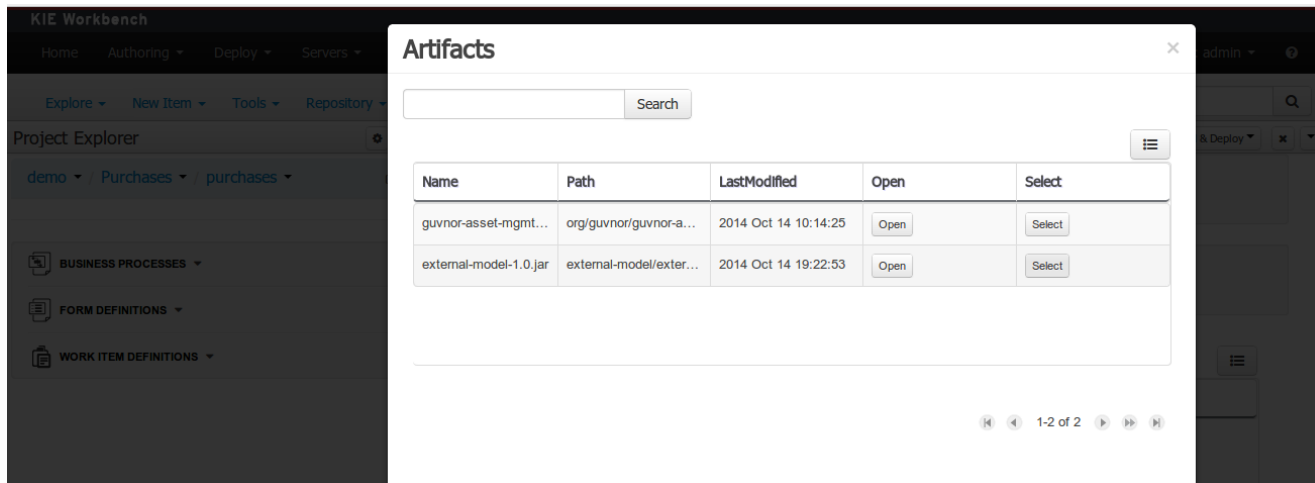 KIE Workbench
Home Authoring Deploy Servers admin
Artifacts
Explore New Item Tools Repository
Search
Project Explorer & Deploy
demo / Purchases / purchases
Name Path LastModified Open Select
guvnor-asset-mgmt... org/guvnor/guvnor-a... 2014 Oct 14 10:14:25 Open Select
external-model-1.0.jar external-model/exter... 2014 Oct 14 19:22:53 Open Select
BUSINESS PROCESSES
FORM DEFINITIONS
WORK ITEM DEFINITIONS
1-2 of 2